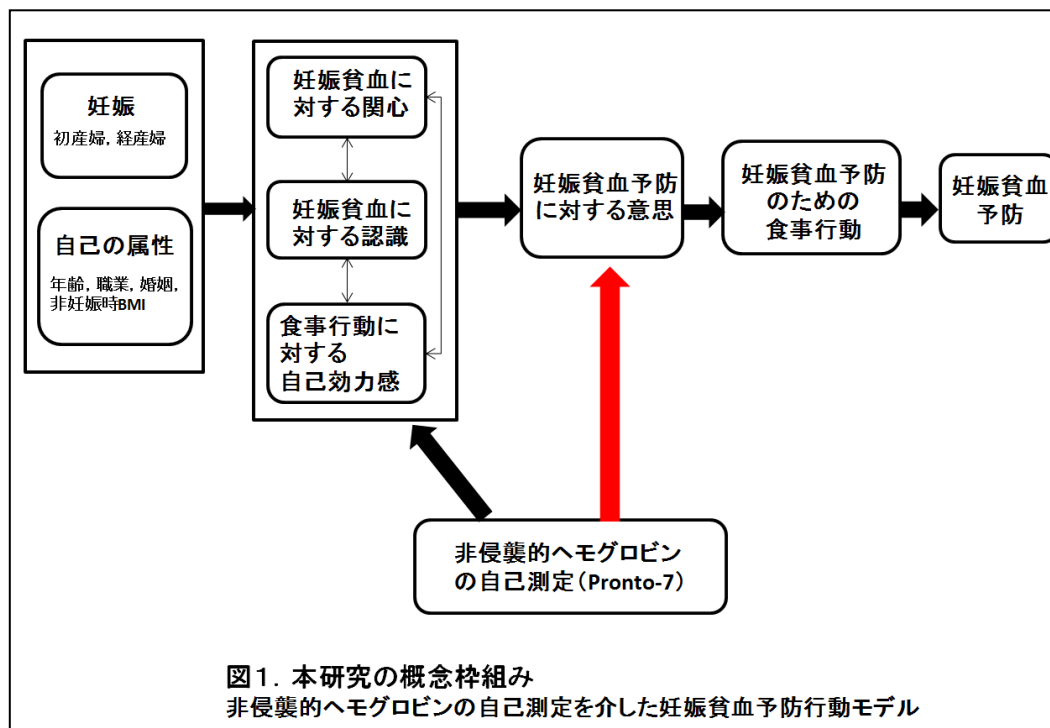 妊娠
初産婦, 経産婦
自己の属性
年齢, 職業, 婚姻,
非妊娠時BMI
妊娠貧血に
対する関心
妊娠貧血に
対する認識
食事行動に
対する
自己効力感
妊娠貧血予防
に対する意思
妊娠貧血予防
のための
食事行動
妊娠貧血
予防
非侵襲的ヘモグロビン
の自己測定(Pronto-7)
図1. 本研究の概念枠組み
非侵襲的ヘモグロビンの自己測定を介した妊娠貧血予防行動モデル